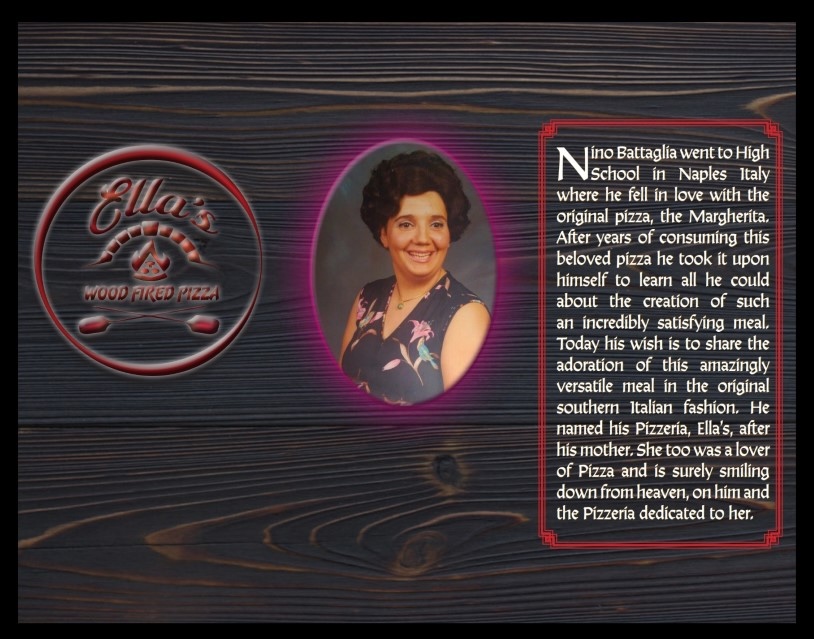 Ella's
WOOD FIRED PIZZA
Nino Battaglia went to High
School in Naples Italy
where he fell in love with the
original pizza, the Margherita.
After years of consuming this
beloved pizza he took it upon
himself to learn all he could
about the creation of such
an incredibly satisfying meal.
Today his wish is to share the
adoration of this amazingly
versatile meal in the original
southern Italian fashion. He
named his Pizzeria, Ella's, after
his mother. She too was a lover
of Pizza and is surely smiling
down from heaven, on him and
the Pizzeria dedicated to her.